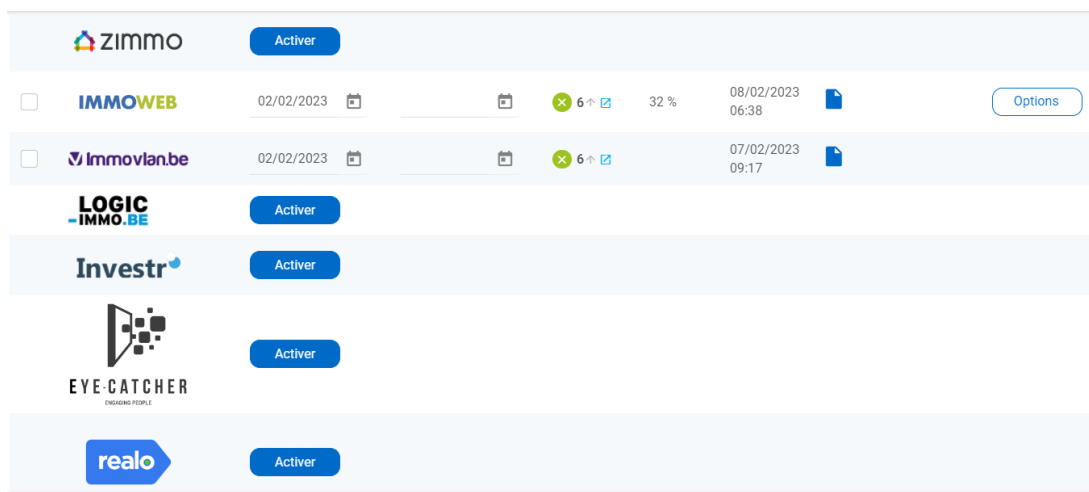 zimmo
Activer
IMMOWEB
02/02/2023
6
32 %
08/02/2023
06:38
Options
Immovlan.be
02/02/2023
6
07/02/2023
09:17
LOGIC
-IMMO.BE
Activer
Investr
Activer
EYE-CATCHER
ENGAGING PEOPLE
Activer
realo
Activer